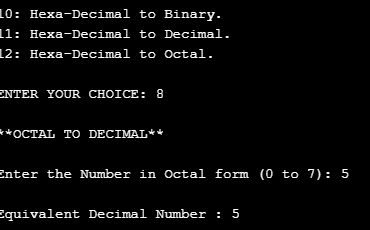 10: Hexa-Decimal to Binary.
11: Hexa-Decimal to Decimal.
12: Hexa-Decimal to Octal.
ENTER YOUR CHOICE: 8
**OCTAL TO DECIMAL**
Enter the Number in Octal form (0 to 7): 5
Equivalent Decimal Number : 5